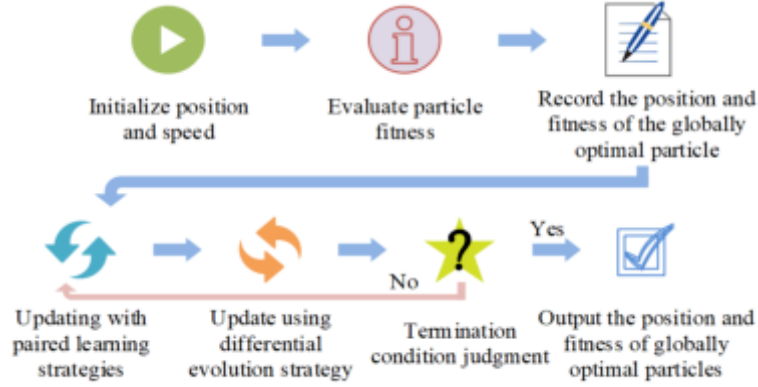 Initialize position
and speed
Evaluate particle
fitness
Record the position and
fitness of the globally
optimal particle
Yes
No
Updating with
paired learning
strategies
Update using
differential
evolution strategy
Termination
condition judgment
Output the position and
fitness of globally
optimal particles